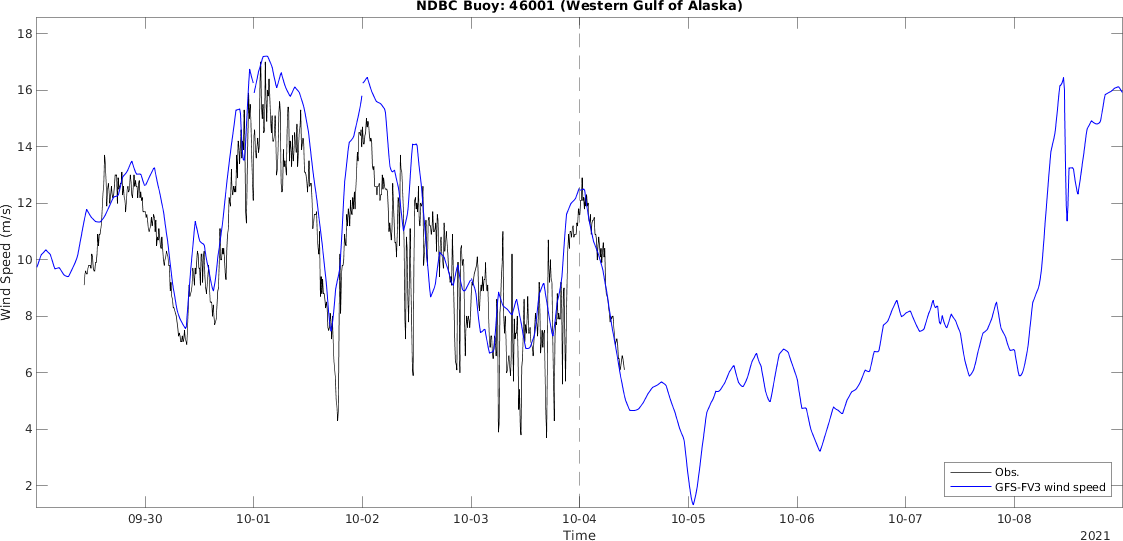 NDBC Buoy: 46001 (Western Gulf of Alaska)
18
16
14
12
10
8
6
4
2
Wind Speed (m/s)
09-30 10-01 10-02 10-03 10-04 10-05 10-06 10-07 10-08
Time
2021
Obs.
GFS-FV3 wind speed